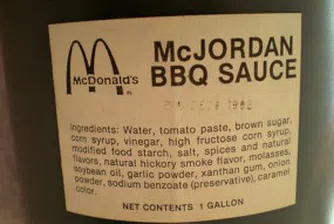 McJORDAN
BBQ SAUCE
McDonald's
®
Ingredients: Water, tomato paste, brown sugar,
corn syrup, vinegar, high fructose corn syrup,
modified food starch, salt, spices and natural
flavors, natural hickory smoke flavor, molasses,
soybean oil, garlic powder, xanthan gum, onion
powder, sodium benzoate (preservative), caramel
color.
NET CONTENTS 1 GALLON